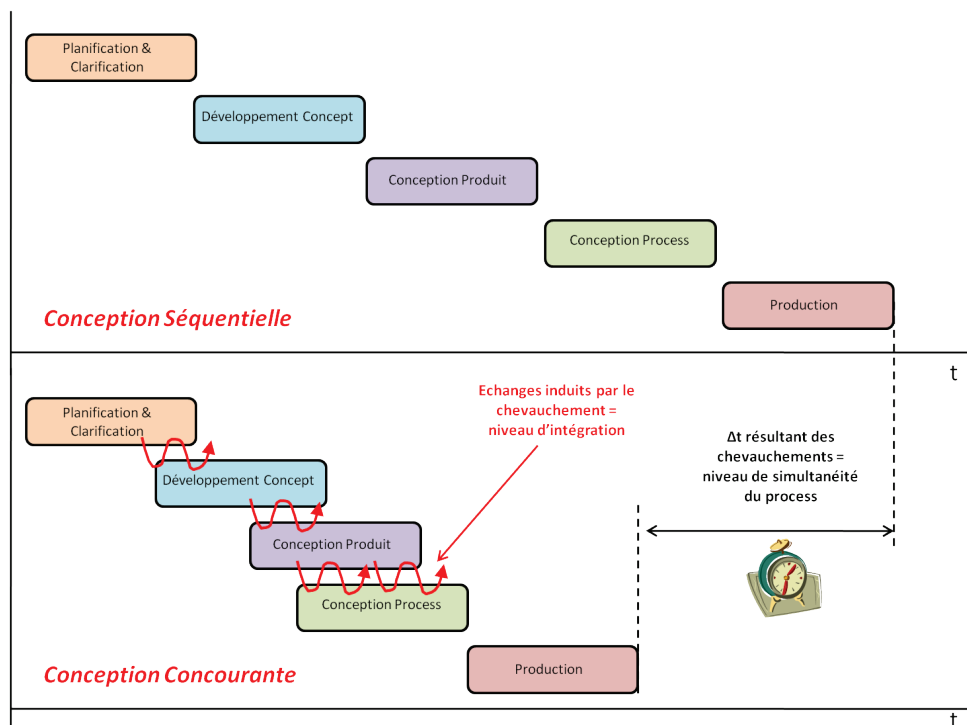 Planification &
Clarification
Développement Concept
Conception Produit
Conception Process
Production
Conception Séquentielle
t
Planification &
Clarification
Echanges induits par le
chevauchement =
niveau d'intégration
Δt résultant des
chevauchements =
niveau de simultanéité
du process
Développement Concept
Conception Produit
Conception Process
Production
Conception Concourante
t